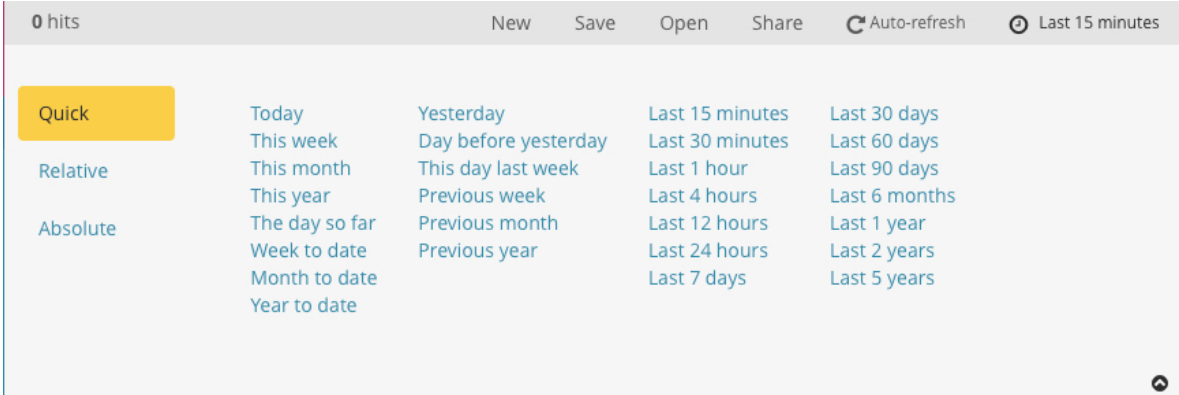 0 hits New Save Open Share Auto-refresh Last 15 minutes
Quick
Relative
Absolute
Today
This week
This month
This year
The day so far
Week to date
Month to date
Year to date
Yesterday
Day before yesterday
This day last week
Previous week
Previous month
Previous year
Last 15 minutes
Last 30 minutes
Last 1 hour
Last 4 hours
Last 12 hours
Last 24 hours
Last 7 days
Last 30 days
Last 60 days
Last 90 days
Last 6 months
Last 1 year
Last 2 years
Last 5 years